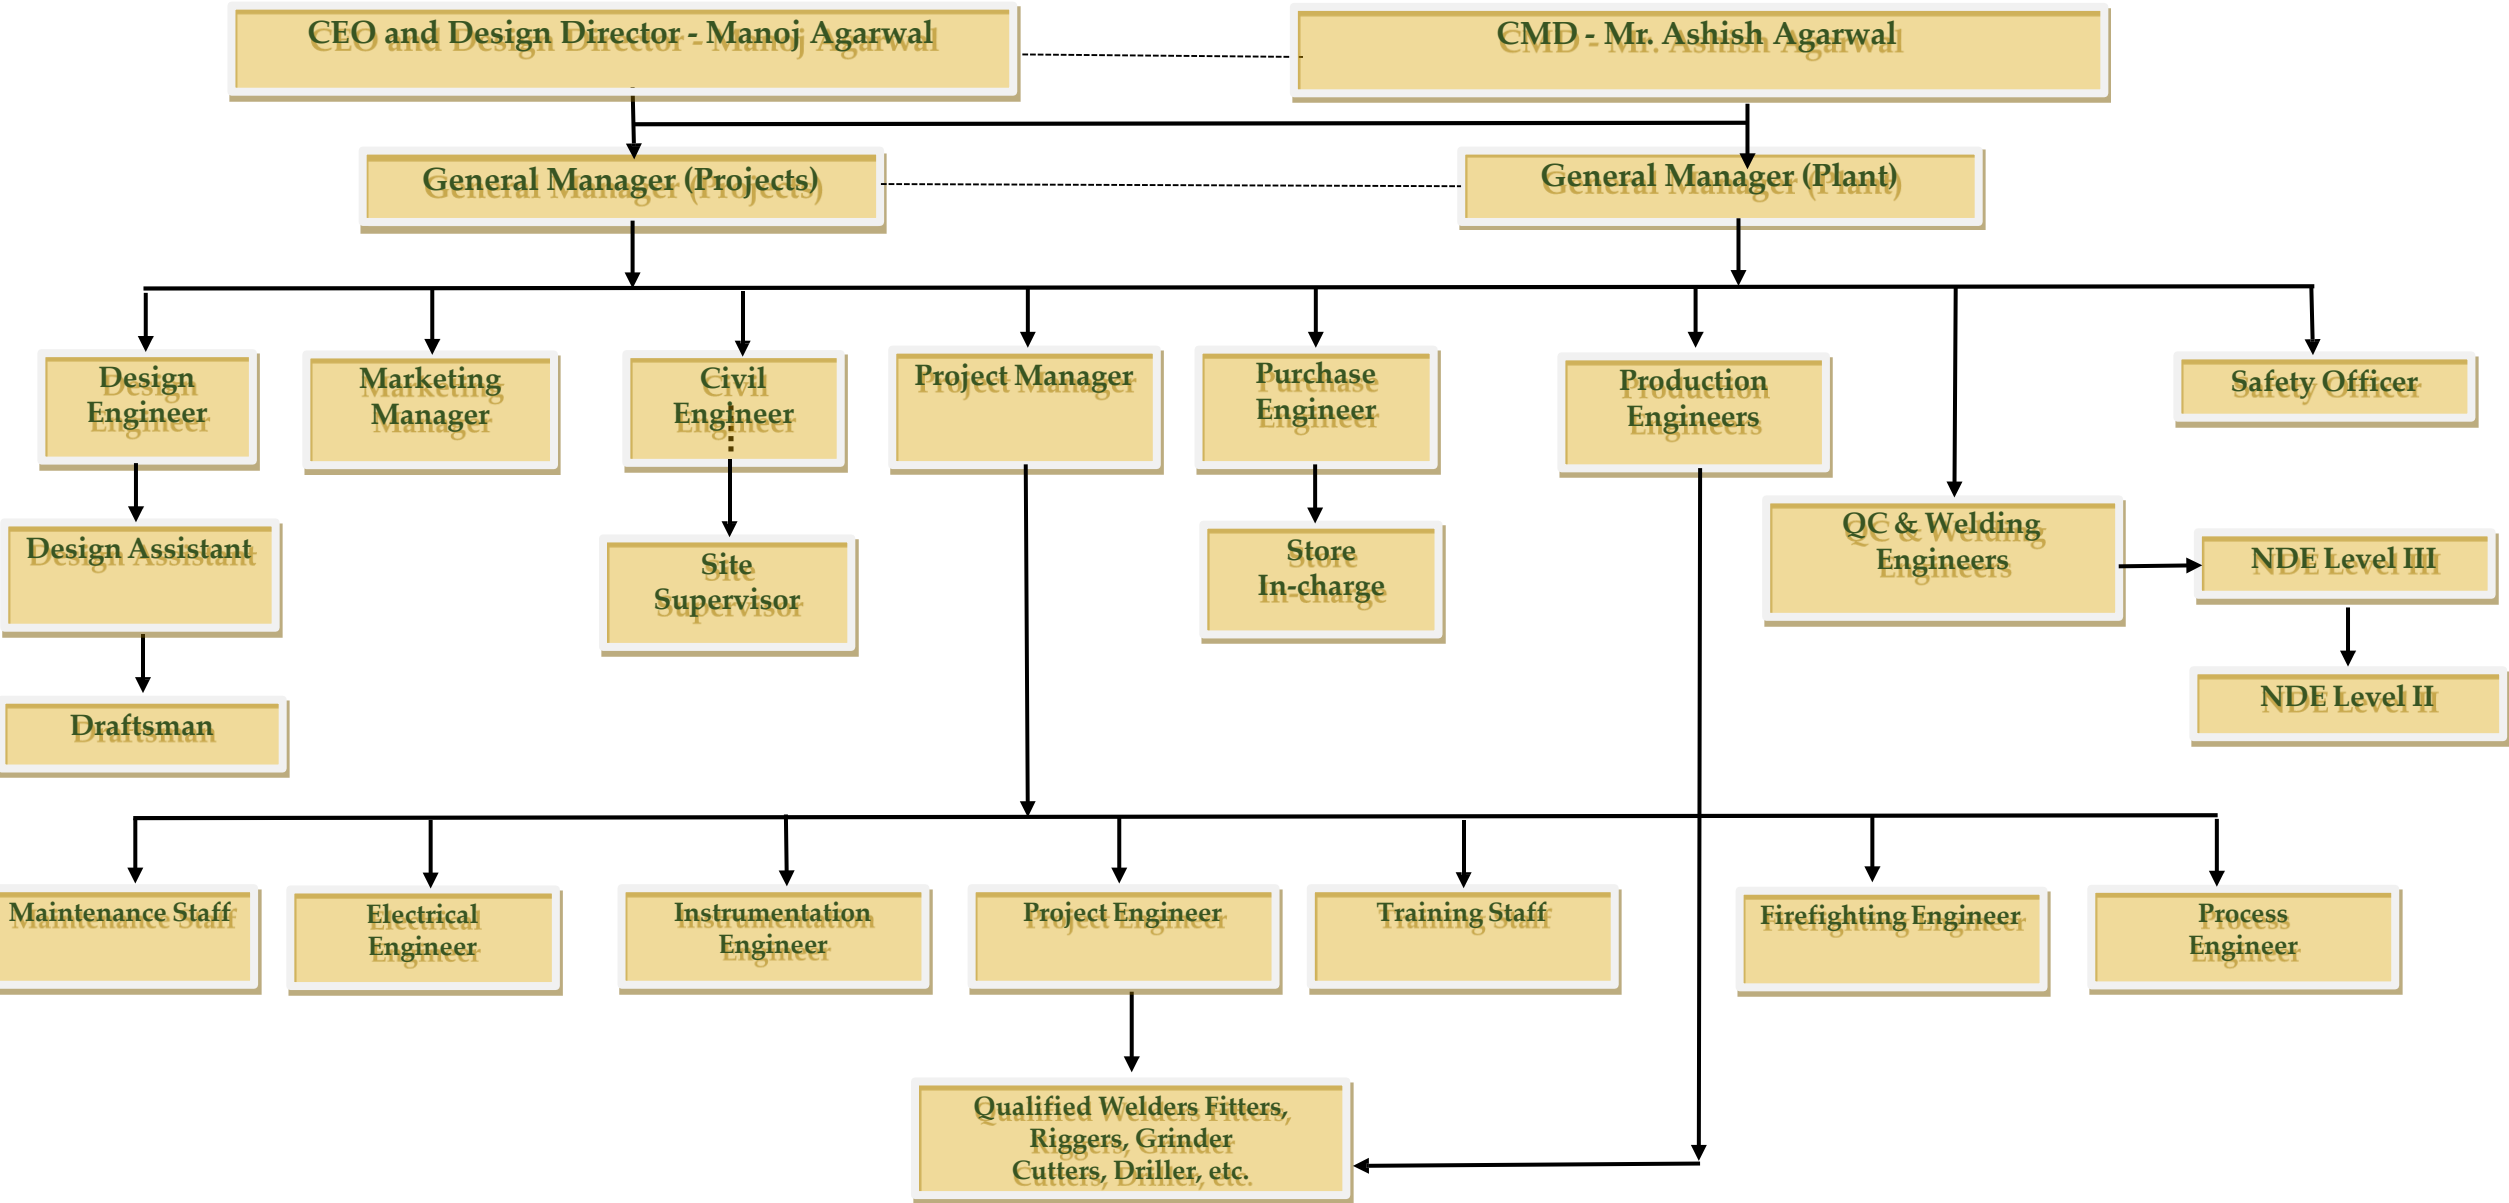 CEO and Design Director - Manoj Agarwal
CMD - Mr. Ashish Agarwal
General Manager (Projects)
General Manager (Plant)
Design
Engineer
Marketing
Manager
Civil
Engineer
Project Manager
Purchase
Engineer
Production
Engineers
Safety Officer
Design Assistant
Site
Supervisor
Store
In-charge
QC & Welding
Engineers
NDE Level III
Draftsman
NDE Level II
Maintenance Staff
Electrical
Engineer
Instrumentation
Engineer
Project Engineer
Training Staff
Firefighting Engineer
Process
Engineer
Qualified Welders Fitters,
Riggers, Grinder
Cutters, Driller, etc.